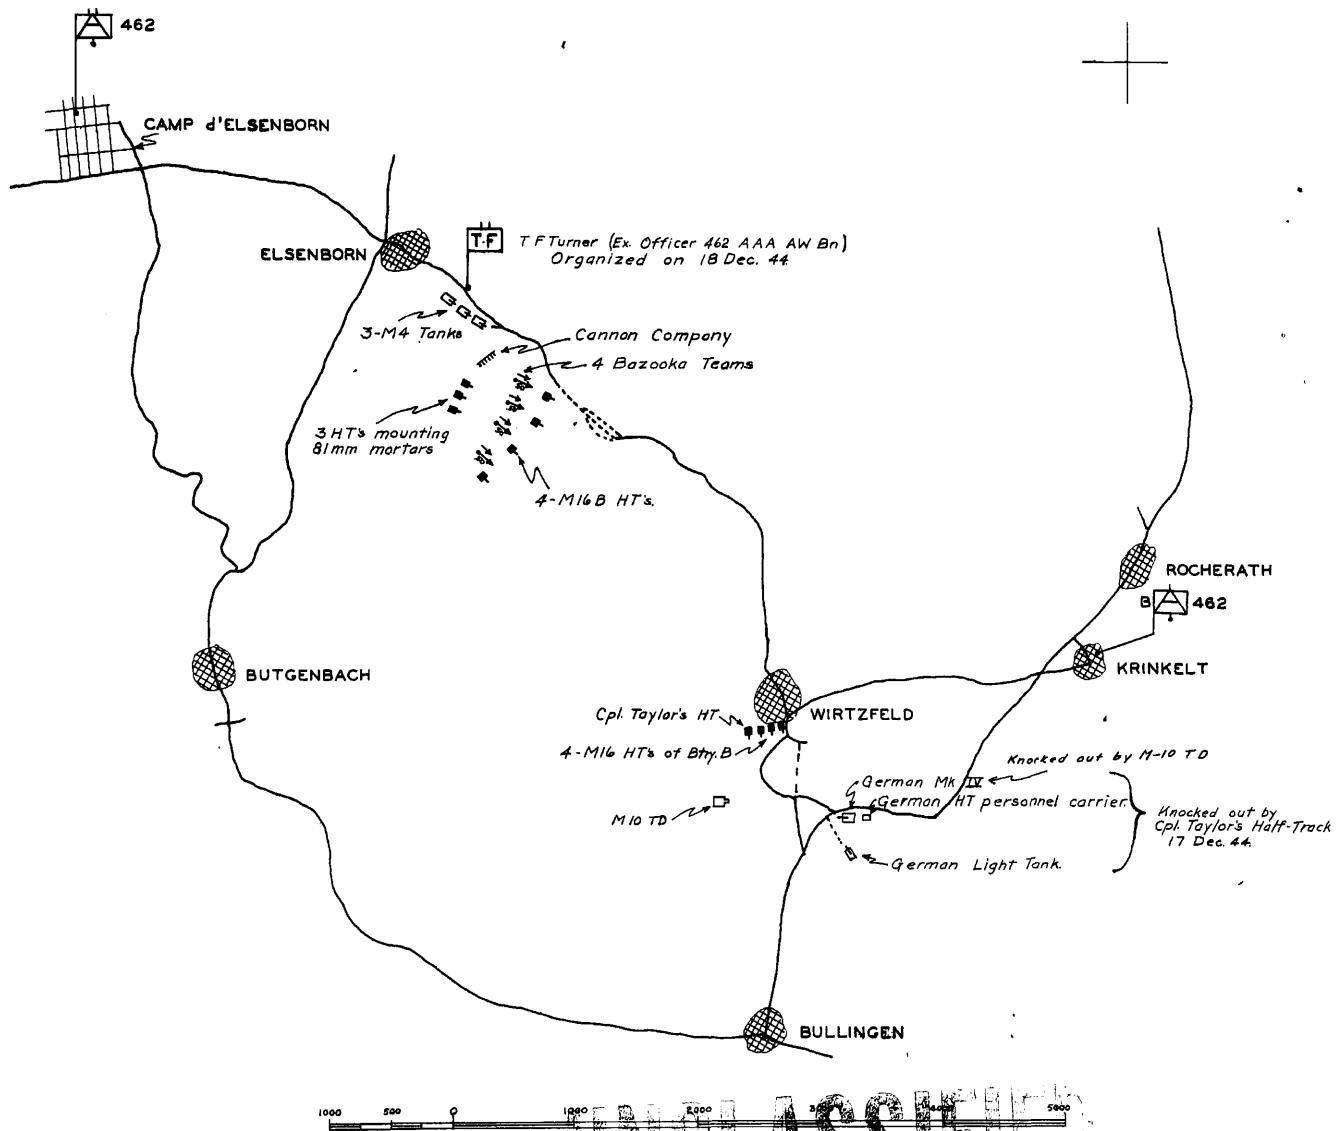 462
CAMP d'ELSENBORN
ELSENBORN
T-F
T F Turner (Ex. Officer 462 AAA AW Bn)
Organized on 18 Dec. 44
3-M4 Tanks
Cannon Company
4 Bazooka Teams
3 HT's mounting
81mm mortars
4-M16B HT's.
ROCHERATH
B 462
KRINKELT
BUTGENBACH
WIRTZFELD
Cpl. Taylor's HT
4-M16 HT's of Btry. B
Knocked out by M-10 TD
German Mk IV
German HT personnel carrier.
M10 TD
Knocked out by
Cpl. Taylor's Half-Track
17 Dec. 44.
German Light Tank.
BULLINGEN
1000 500 0 1000 2000 3000 4000 5000